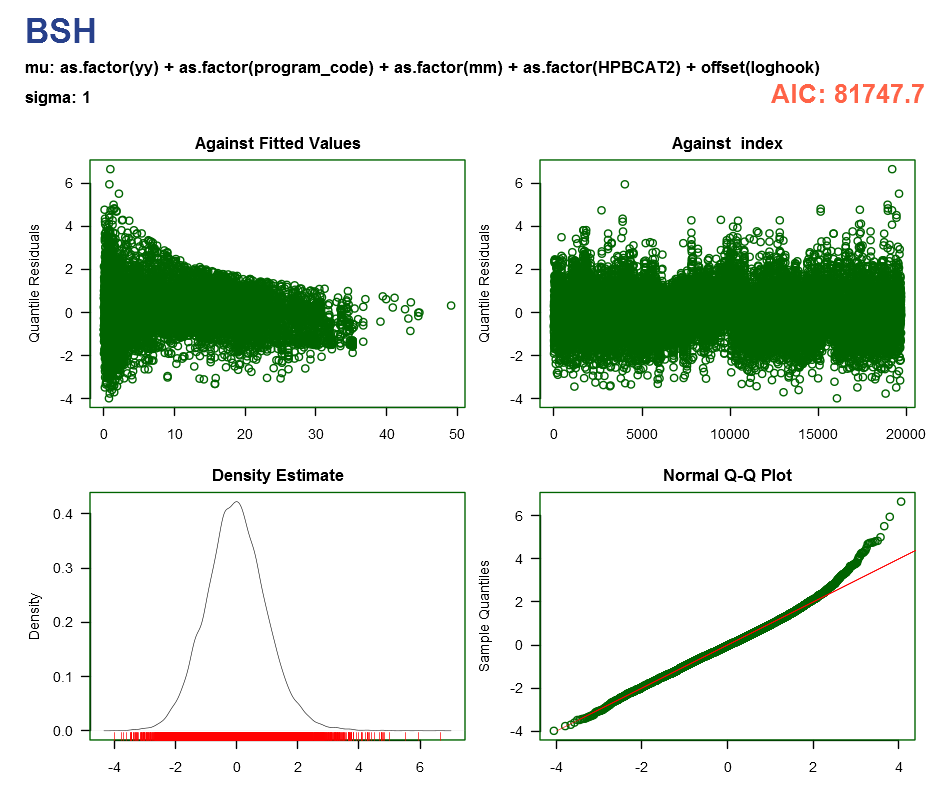 BSH
mu: as.factor(yy) + as.factor(program_code) + as.factor(mm) + as.factor(HPBCAT2) + offset(loghook)
sigma: 1
AIC: 81747.7
Against Fitted Values
Quantile Residuals
6
4
2
0
-2
-4
0 10 20 30 40 50
Against  index
Quantile Residuals
6
4
2
0
-2
-4
0 5000 10000 15000 20000
Density Estimate
Density
0.4
0.3
0.2
0.1
0.0
-4 -2 0 2 4 6
Normal Q-Q Plot
Sample Quantiles
6
4
2
0
-2
-4
-4 -2 0 2 4